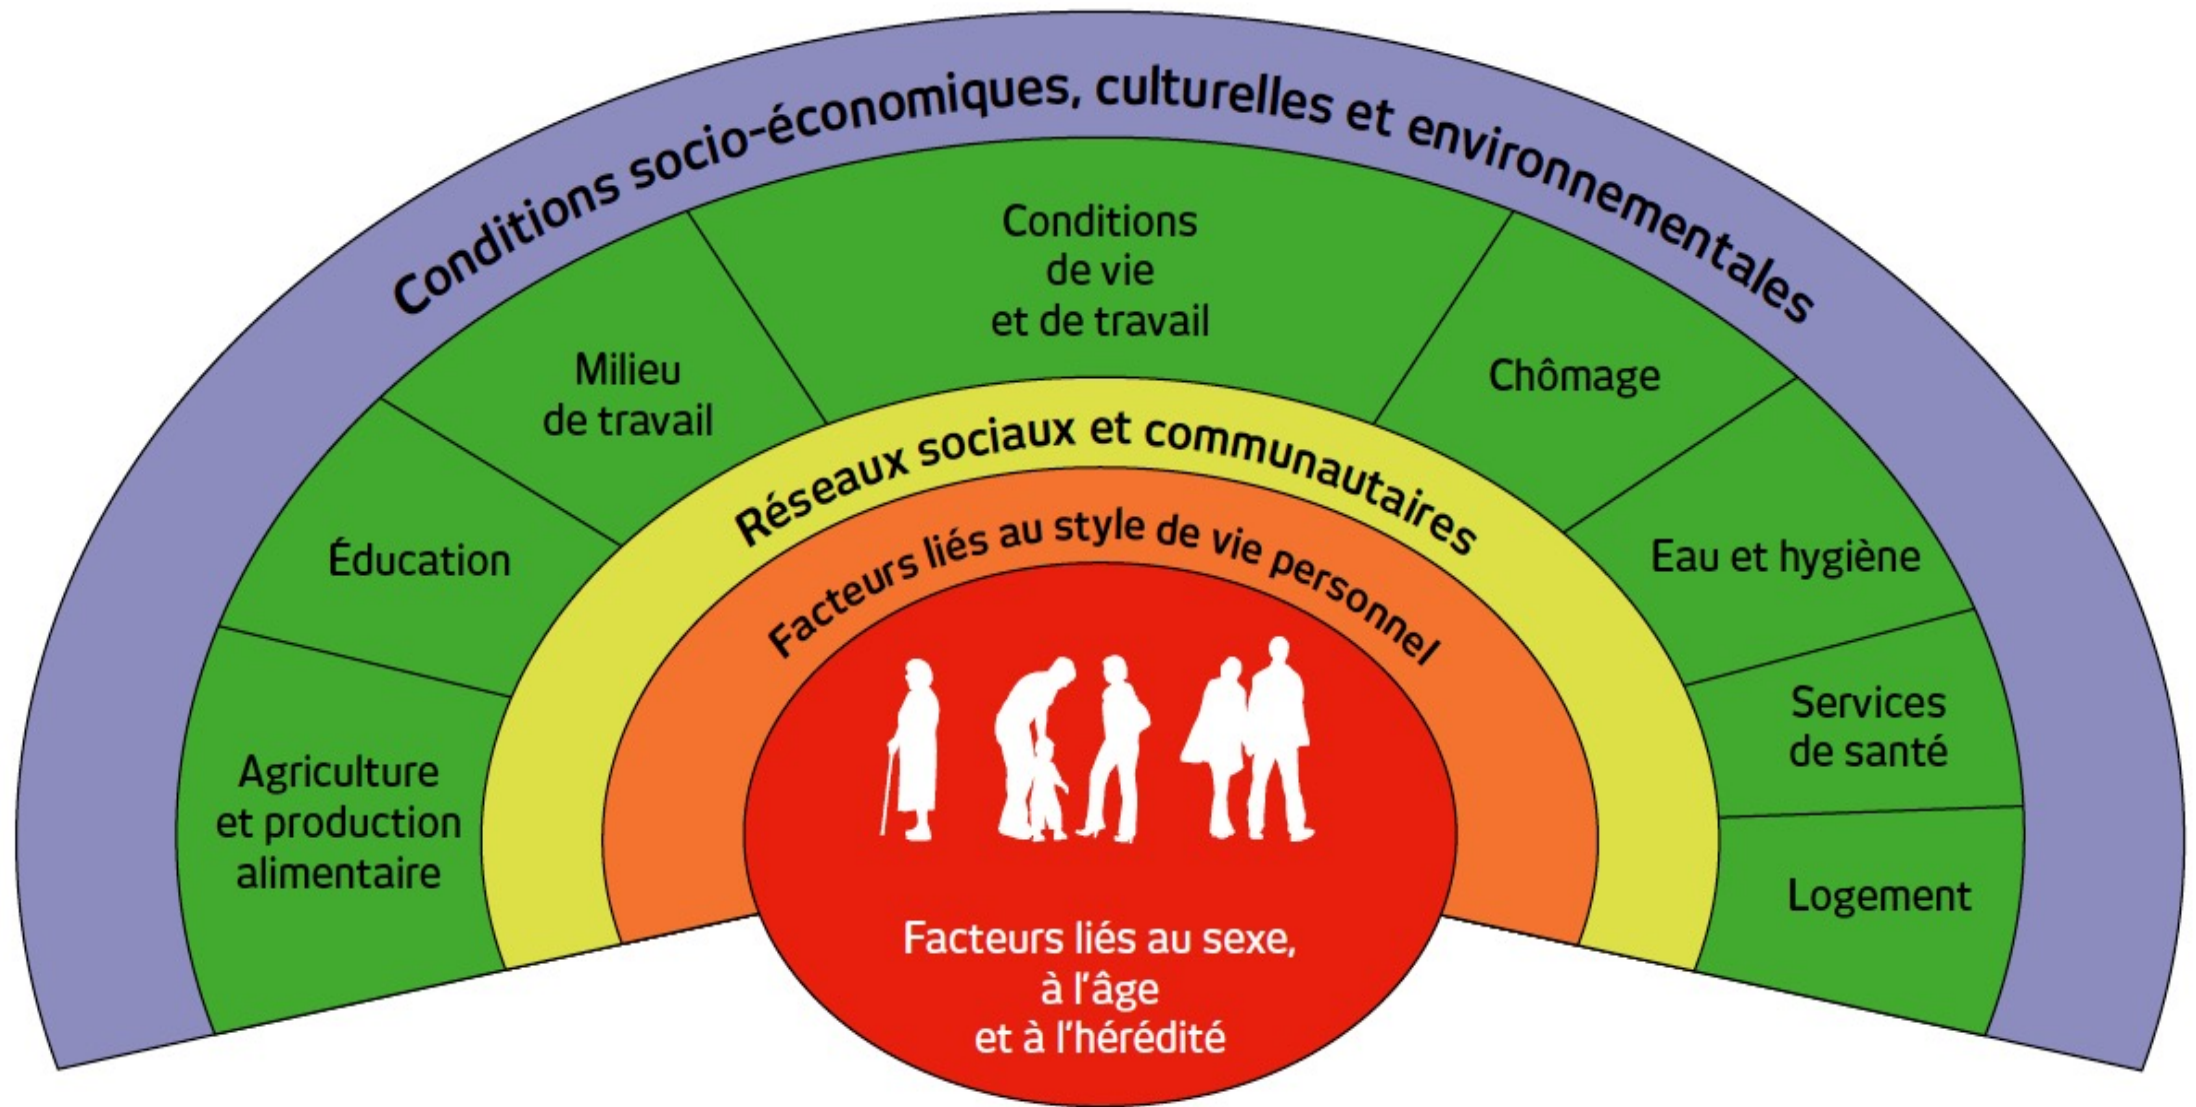 Conditions socio-économiques, culturelles et environnementales
Conditions
de vie
et de travail
Milieu
de travail
Chômage
Éducation
Eau et hygiène
Agriculture
et production
alimentaire
Services
de santé
Logement
Réseaux sociaux et communautaires
Facteurs liés au style de vie personnel
Facteurs liés au sexe,
à l'âge
et à l'hérédité